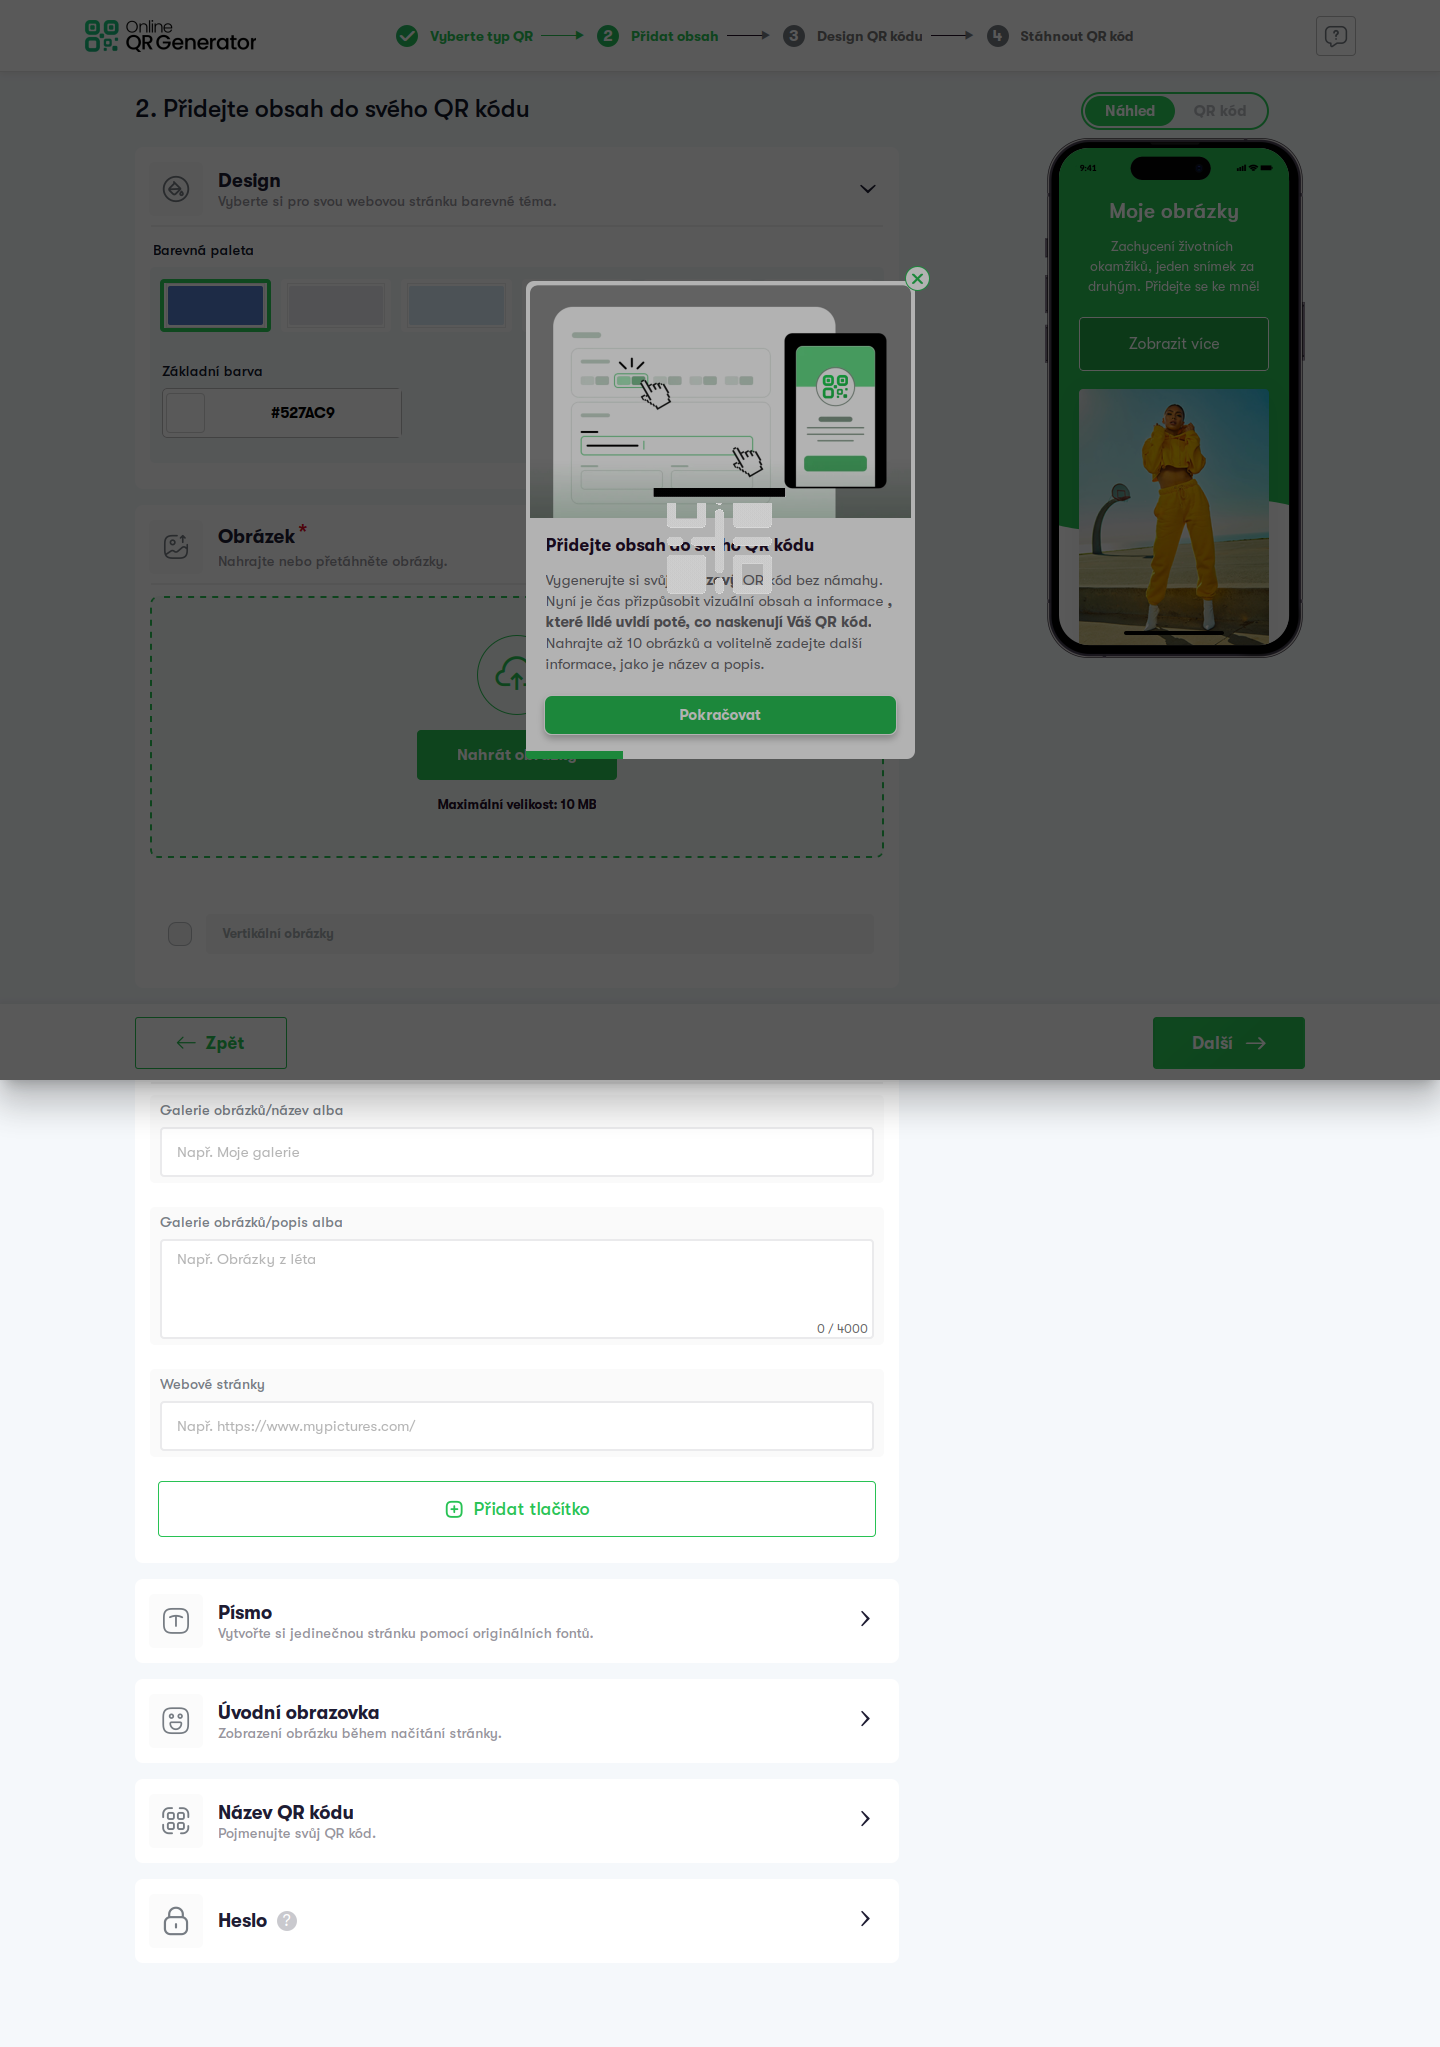 Online
QR Generator
Vyberte typ QR
2
Přidat obsah
3
Design QR kódu
4
Stáhnout QR kód
2. Přidejte obsah do svého QR kódu
Náhled
QR kód
Design
Vyberte si pro svou webovou stránku barevné téma.
Barevná paleta
Základní barva
#527AC9
9:41
Moje obrázky
Zachycení životních
okamžiků, jeden snímek za
druhým. Přidejte se ke mně!
Zobrazit více
Obrázek *
Nahrajte nebo přetáhněte obrázky.
Nahrát obrázky
Maximální velikost: 10 MB
Vertikální obrázky
Přidejte obsah do svého QR kódu
Vygenerujte si svůj QR kód bez námahy.
Nyní je čas přizpůsobit vizuální obsah a informace ,
které lidé uvidí poté, co naskenují Váš QR kód.
Nahrajte až 10 obrázků a volitelně zadejte další
informace, jako je název a popis.
Pokračovat
Zpět
Další
Galerie obrázků/název alba
Např. Moje galerie
Galerie obrázků/popis alba
Např. Obrázky z léta
0 / 4000
Webové stránky
Např. https://www.mypictures.com/
Přidat tlačítko
Písmo
Vytvořte si jedinečnou stránku pomocí originálních fontů.
Úvodní obrazovka
Zobrazení obrázku během načítání stránky.
Název QR kódu
Pojmenujte svůj QR kód.
Heslo ?